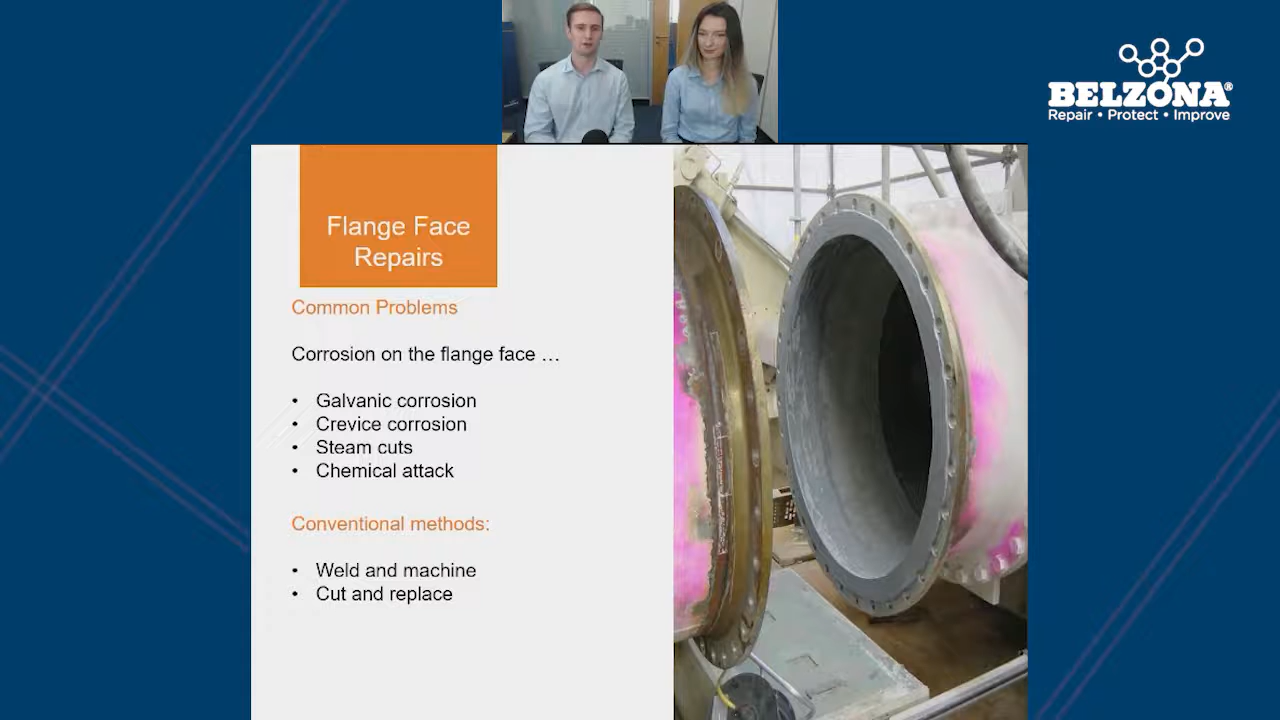 BELZONA®
Repair • Protect • Improve
Flange Face
Repairs
Common Problems
Corrosion on the flange face …
• Galvanic corrosion
• Crevice corrosion
• Steam cuts
• Chemical attack
Conventional methods:
• Weld and machine
• Cut and replace